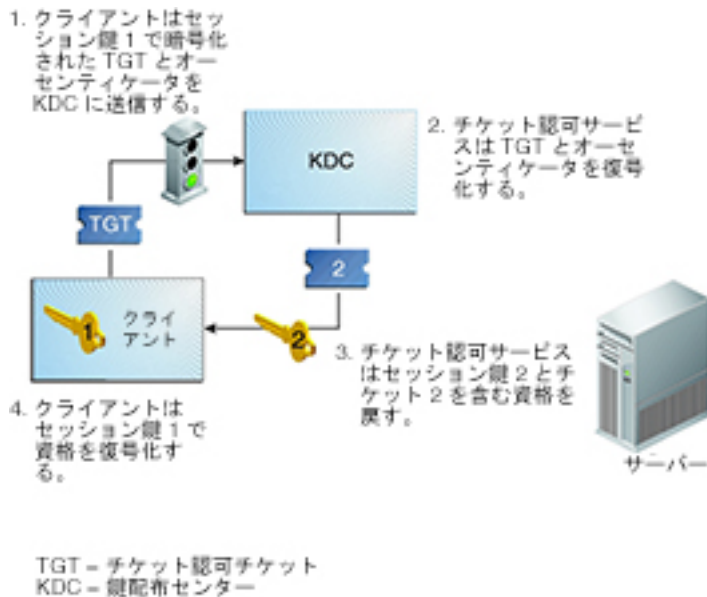 1. クライアントはセッ
ション鍵 1 で暗号化
された TGT とオー
センティケータを
KDC に送信する。
KDC
2. チケット認可サービ
スは TGT とオーセ
ンティケータを復号
化する。
TGT
2
1
クライ
アント
2
3. チケット認可サービス
はセッション鍵 2 とチ
ケット 2 を含む資格を
戻す。
4. クライアントは
セッション鍵 1 で
資格を復号化す
る。
サーバー
TGT = チケット認可チケット
KDC = 鍵配布センター